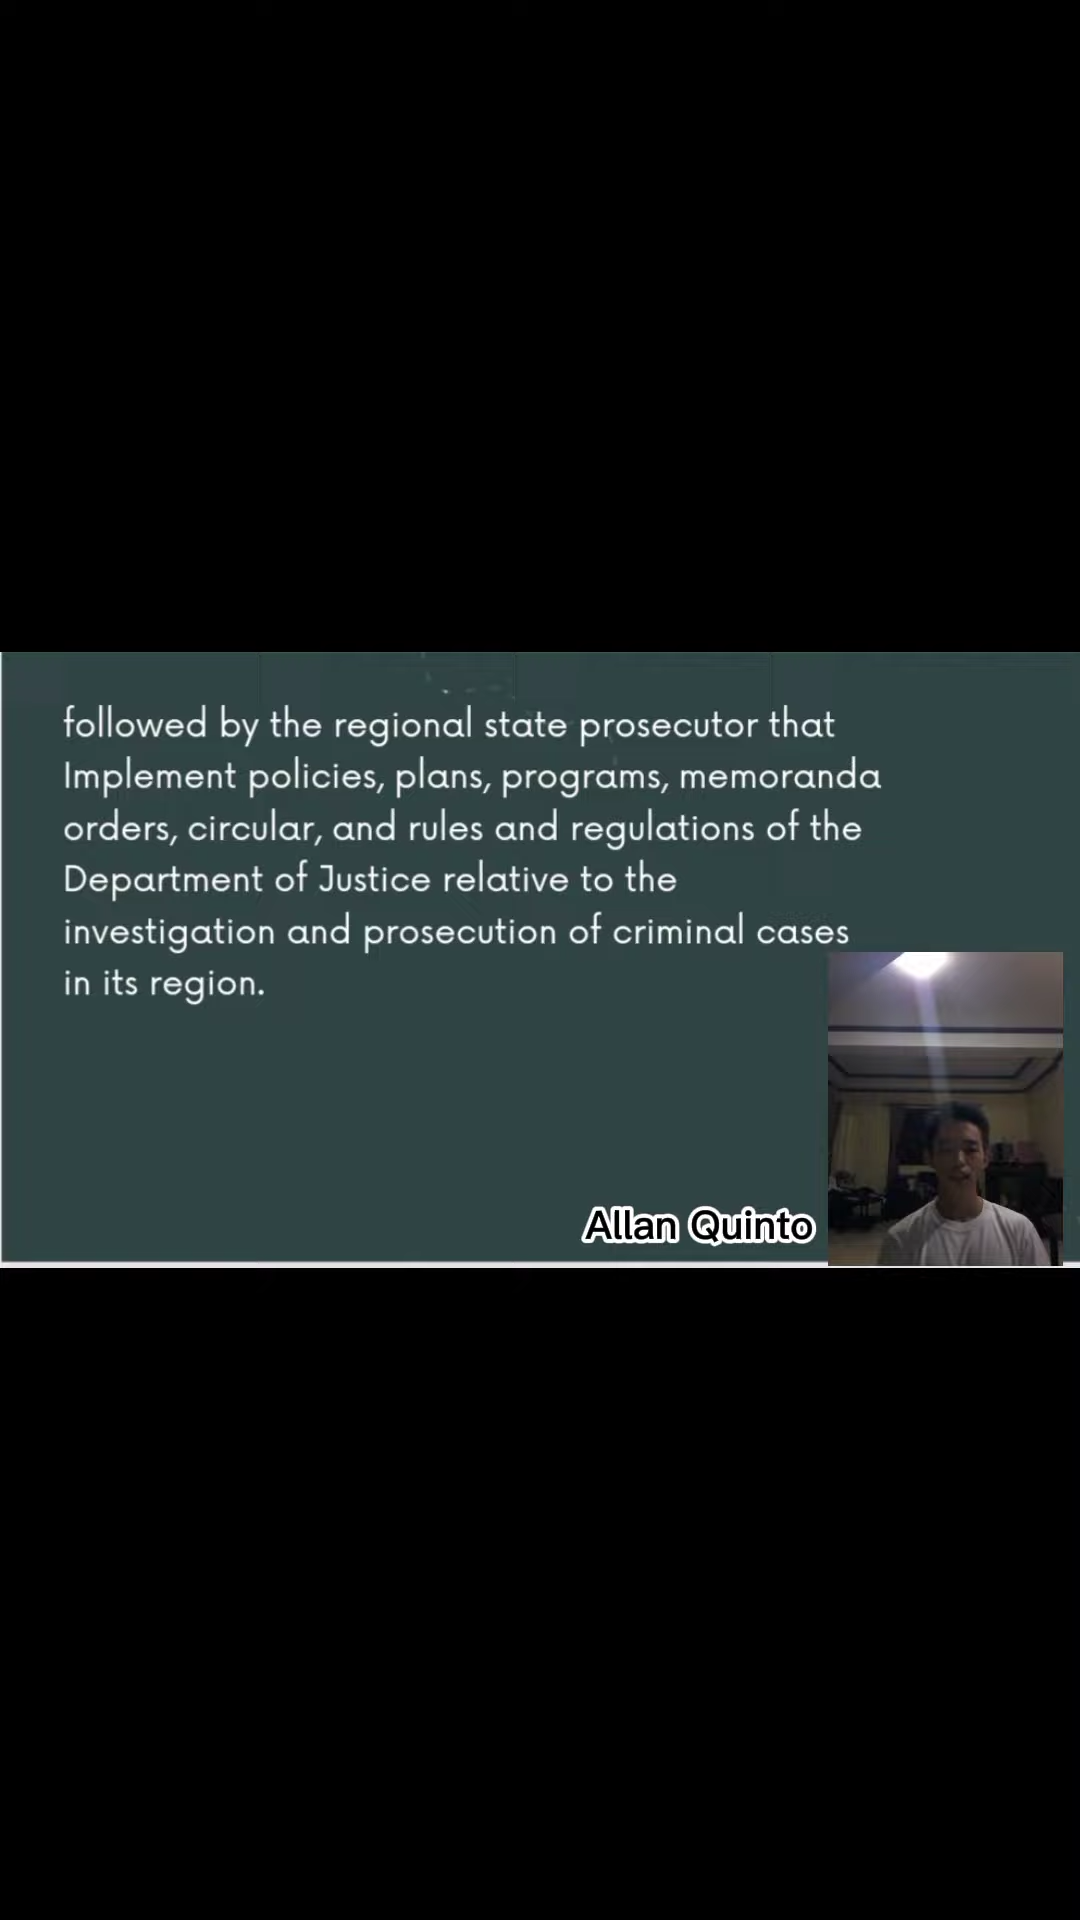 followed by the regional state prosecutor that
Implement policies, plans, programs, memoranda
orders, circular, and rules and regulations of the
Department of Justice relative to the
investigation and prosecution of criminal cases
in its region.
Allan Quinto